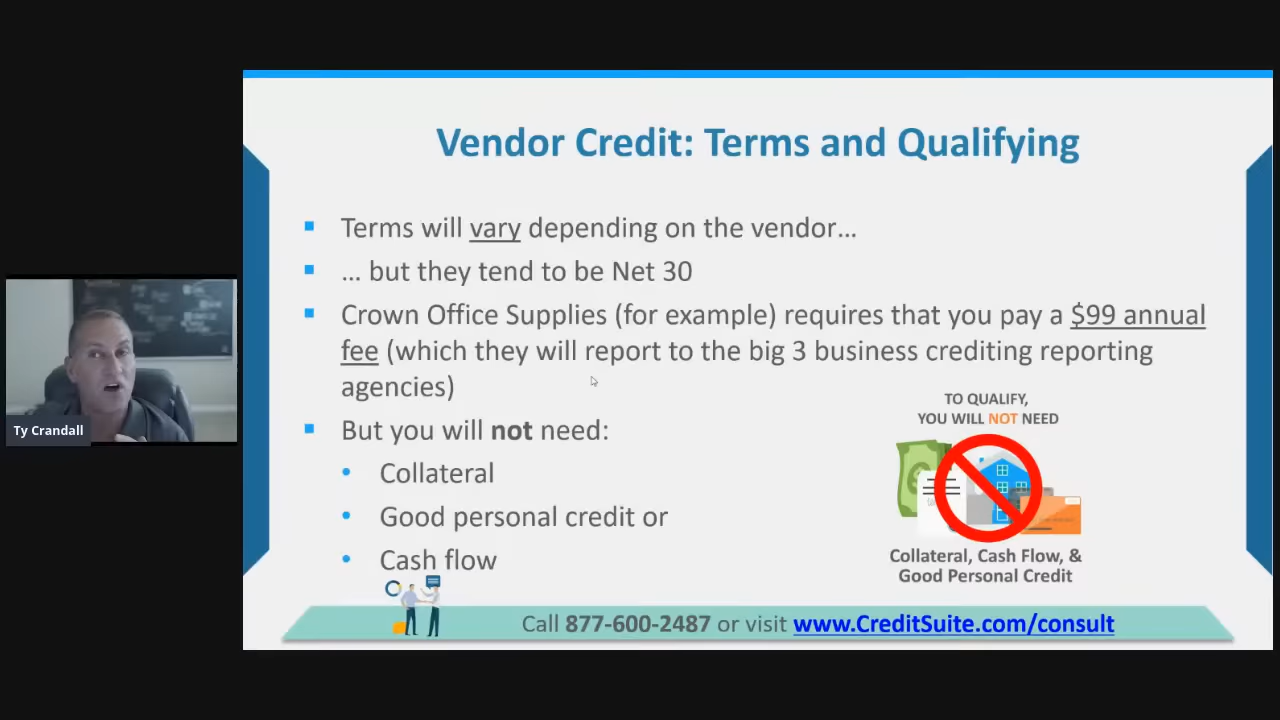 Vendor Credit: Terms and Qualifying
Terms will vary depending on the vendor…
… but they tend to be Net 30
Crown Office Supplies (for example) requires that you pay a $99 annual
fee (which they will report to the big 3 business crediting reporting
agencies)
But you will not need:
Collateral
Good personal credit or
Cash flow
TO QUALIFY,
YOU WILL NOT NEED
Collateral, Cash Flow, &
Good Personal Credit
Ty Crandall
Call 877-600-2487 or visit www.CreditSuite.com/consult